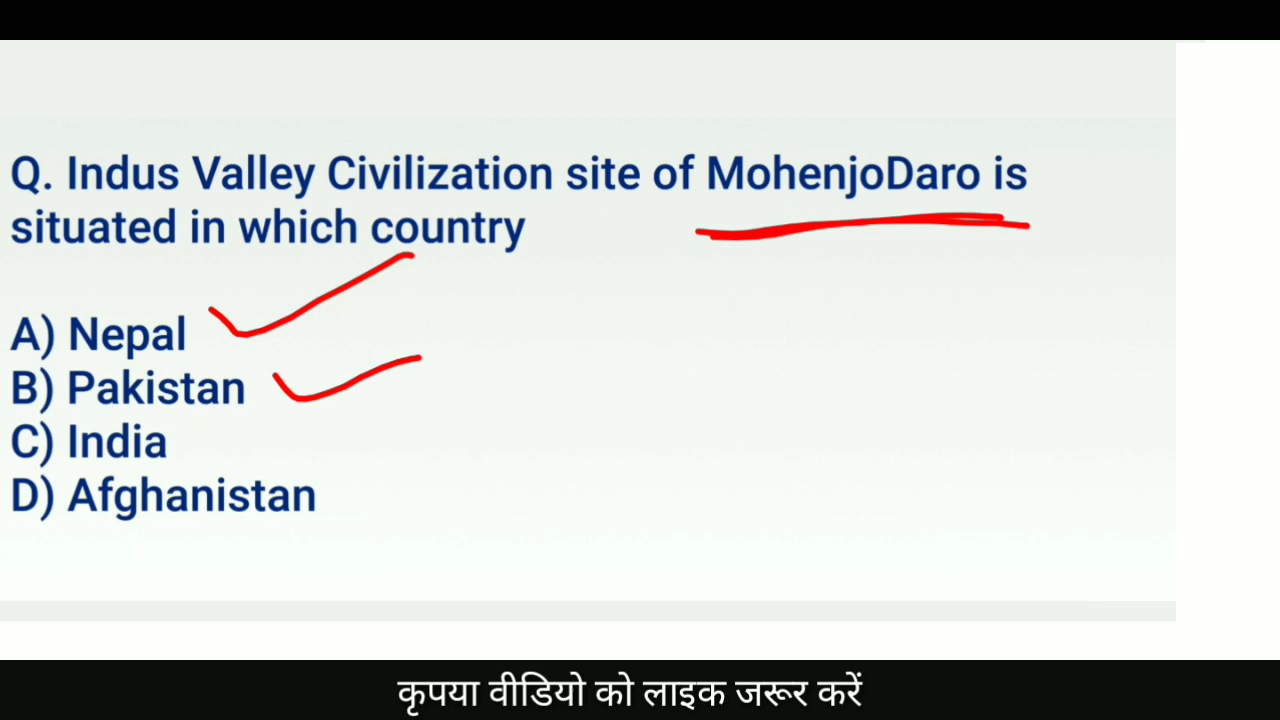 Q. Indus Valley Civilization site of MohenjoDaro is
situated in which country
A) Nepal
B) Pakistan
C) India
D) Afghanistan
कृपया वीडियो को लाइक जरूर करें